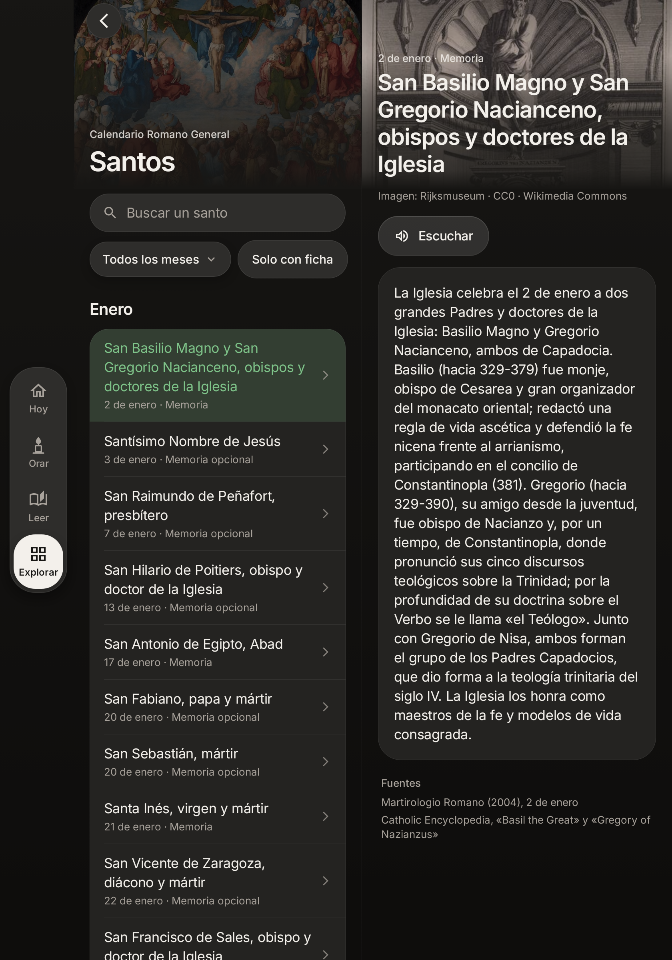 Calendario Romano General
Santos
Buscar un santo
Todos los meses
Solo con ficha
Enero
San Basilio Magno y San
Gregorio Nacianceno, obispos y
doctores de la Iglesia
2 de enero · Memoria
Santísimo Nombre de Jesús
3 de enero · Memoria opcional
San Raimundo de Peñafort,
presbítero
7 de enero · Memoria opcional
San Hilario de Poitiers, obispo y
doctor de la Iglesia
13 de enero · Memoria opcional
San Antonio de Egipto, Abad
17 de enero · Memoria
San Fabiano, papa y mártir
20 de enero · Memoria opcional
San Sebastián, mártir
20 de enero · Memoria opcional
Santa Inés, virgen y mártir
21 de enero · Memoria
San Vicente de Zaragoza,
diácono y mártir
22 de enero · Memoria opcional
San Francisco de Sales, obispo y
doctor de la Iglesia
Hoy
Orar
Leer
Explorar
2 de enero · Memoria
San Basilio Magno y San
Gregorio Nacianceno,
obispos y doctores de la
Iglesia
Imagen: Rijksmuseum · CC0 · Wikimedia Commons
Escuchar
La Iglesia celebra el 2 de enero a dos
grandes Padres y doctores de la
Iglesia: Basilio Magno y Gregorio
Nacianceno, ambos de Capadocia.
Basilio (hacia 329-379) fue monje,
obispo de Cesarea y gran organizador
del monacato oriental; redactó una
regla de vida ascética y defendió la fe
nicena frente al arrianismo,
participando en el concilio de
Constantinopla (381). Gregorio (hacia
329-390), su amigo desde la juventud,
fue obispo de Nacianzo y, por un
tiempo, de Constantinopla, donde
pronunció sus cinco discursos
teológicos sobre la Trinidad; por la
profundidad de su doctrina sobre el
Verbo se le llama «el Teólogo». Junto
con Gregorio de Nisa, ambos forman
el grupo de los Padres Capadocios,
que dio forma a la teología trinitaria del
siglo IV. La Iglesia los honra como
maestros de la fe y modelos de vida
consagrada.
Fuentes
Martirologio Romano (2004), 2 de enero
Catholic Encyclopedia, «Basil the Great» y «Gregory of
Nazianzus»